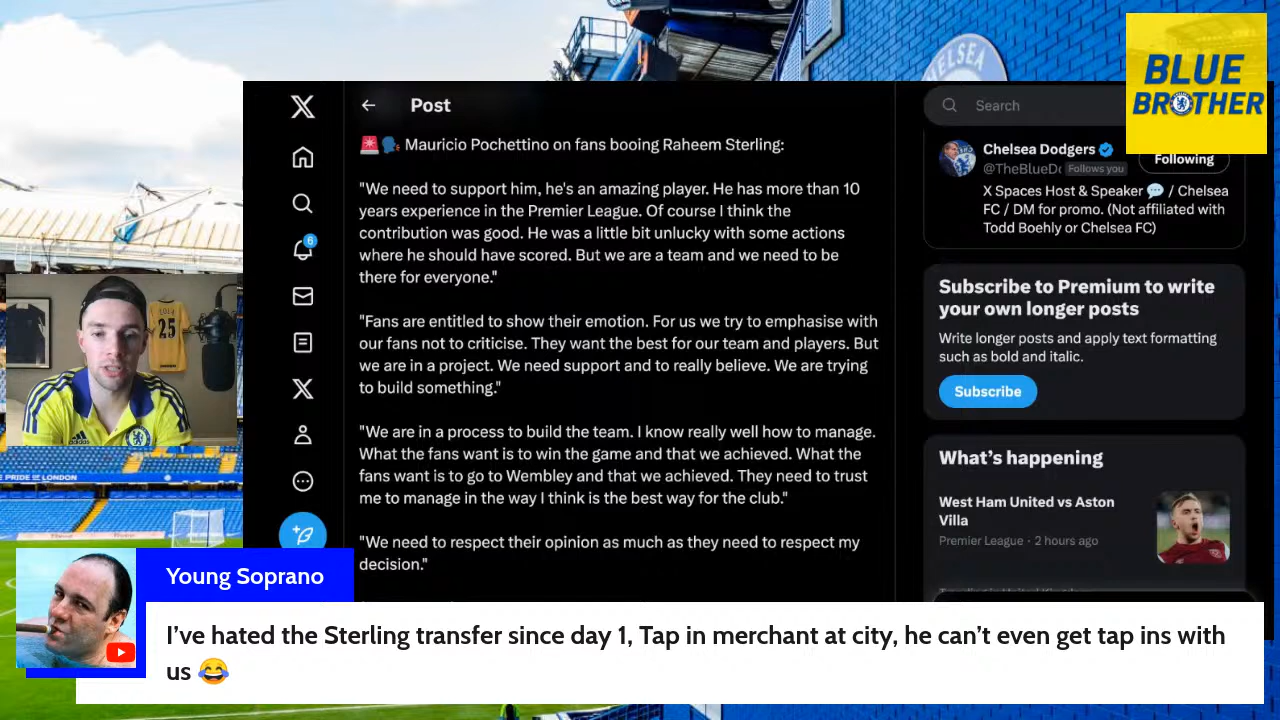 CHELSEA
BLUE
BROTHER
Post
Search
🚨🗣️ Mauricio Pochettino on fans booing Raheem Sterling:
"We need to support him, he's an amazing player. He has more than 10
years experience in the Premier League. Of course I think the
contribution was good. He was a little bit unlucky with some actions
where he should have scored. But we are a team and we need to be
there for everyone."
"Fans are entitled to show their emotion. For us we try to emphasise with
our fans not to criticise. They want the best for our team and players. But
we are in a project. We need support and to really believe. We are trying
to build something."
"We are in a process to build the team. I know really well how to manage.
What the fans want is to win the game and that we achieved. What the
fans want is to go to Wembley and that we achieved. They need to trust
me to manage in the way I think is the best way for the club."
"We need to respect their opinion as much as they need to respect my
decision."
Chelsea Dodgers
@TheBlueDo Follows you
Following
X Spaces Host & Speaker 💬 / Chelsea
FC / DM for promo. (Not affiliated with
Todd Boehly or Chelsea FC)
Subscribe to Premium to write
your own longer posts
Write longer posts and apply text formatting
such as bold and italic.
Subscribe
What's happening
West Ham United vs Aston
Villa
Premier League · 2 hours ago
6
25
E PRIDE OF LONDON
Young Soprano
I've hated the Sterling transfer since day 1, Tap in merchant at city, he can't even get tap ins with
us 😂